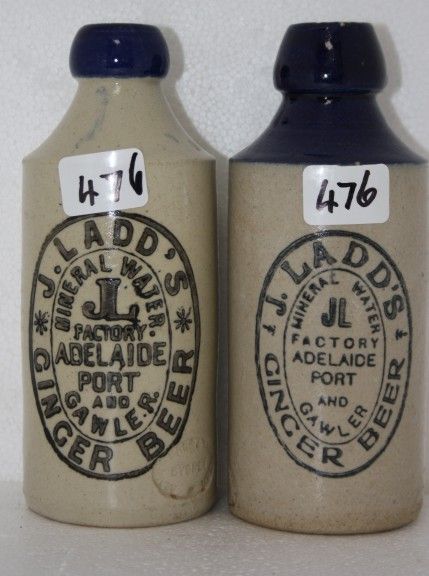 476
J. LADD'S
MINERAL WATER.
JL
FACTORY.
ADELAIDE
PORT
AND
GAWLER.
GINGER BEER
476
J. LADD'S
MINERAL WATER
JL
FACTORY
ADELAIDE
PORT
AND
GAWLER
GINGER BEER